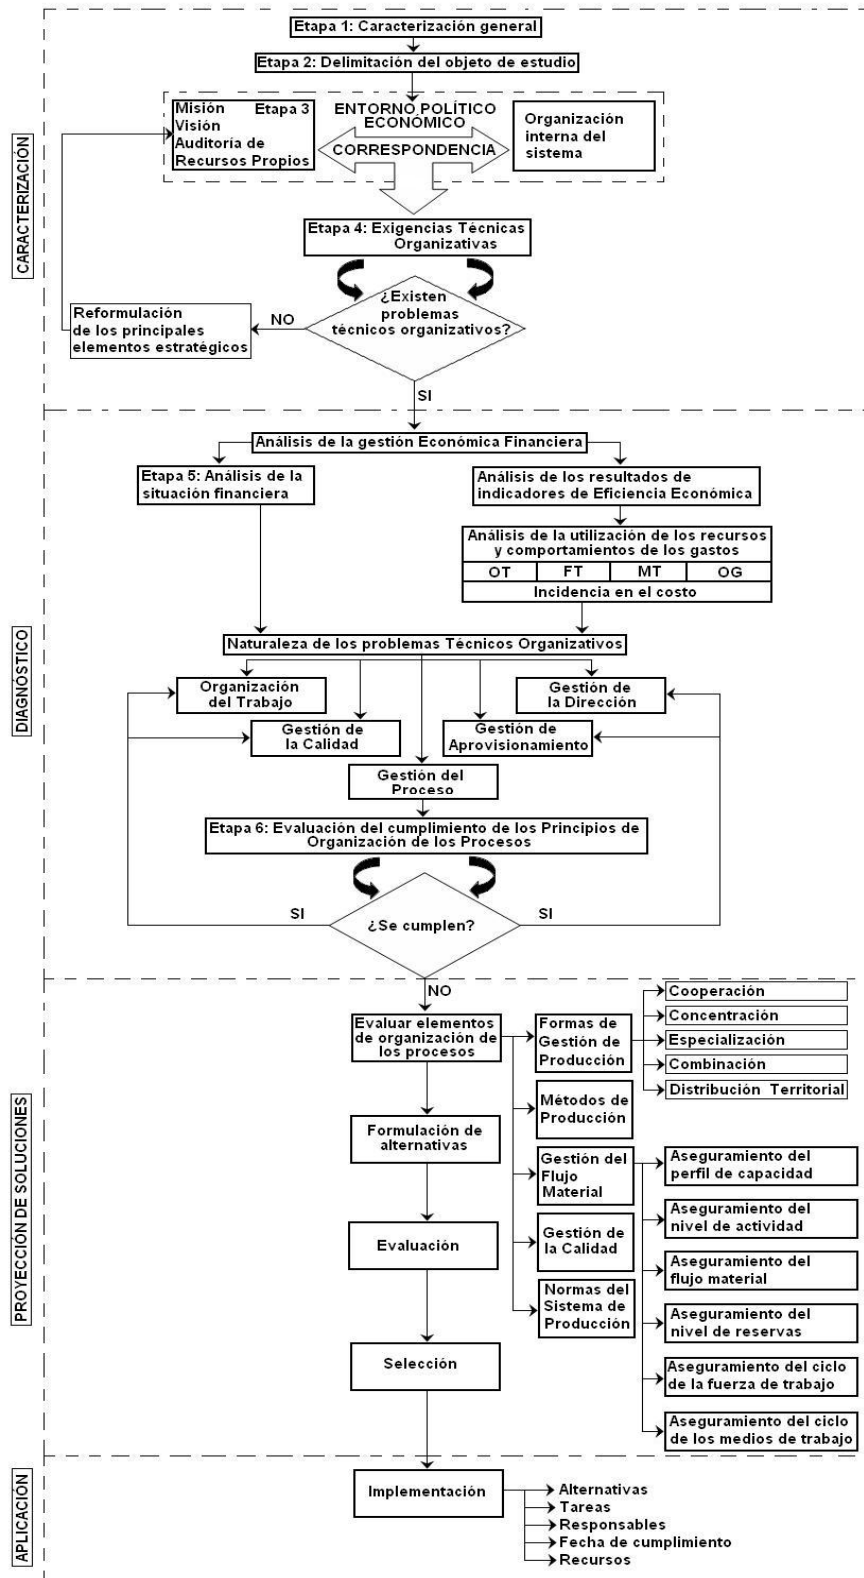 CARACTERIZACIÓN
Etapa 1: Caracterización general
Etapa 2: Delimitación del objeto de estudio
Misión Etapa 3
Visión
Auditoría de
Recursos Propios
ENTORNO POLÍTICO
ECONÓMICO
CORRESPONDENCIA
Organización
interna del
sistema
Etapa 4: Exigencias Técnicas
Organizativas
¿Existen
problemas
técnicos organizativos?
NO
Reformulación
de los principales
elementos estratégicos
SI
DIAGNÓSTICO
Análisis de la gestión Económica Financiera
Etapa 5: Análisis de la
situación financiera
Análisis de los resultados de
indicadores de Eficiencia Económica
Análisis de la utilización de los recursos
y comportamientos de los gastos
OT FT MT OG
Incidencia en el costo
Naturaleza de los problemas Técnicos Organizativos
Organización
del Trabajo
Gestión de
la Dirección
Gestión de
la Calidad
Gestión de
Aprovisionamiento
Gestión del
Proceso
Etapa 6: Evaluación del cumplimiento de los Principios de
Organización de los Procesos
¿Se cumplen?
SI
SI
NO
PROYECCIÓN DE SOLUCIONES
Evaluar elementos
de organización de
los procesos
Formulación de
alternativas
Evaluación
Selección
Formas de
Gestión de
Producción
Métodos de
Producción
Gestión del
Flujo
Material
Gestión de
la Calidad
Normas del
Sistema de
Producción
Cooperación
Concentración
Especialización
Combinación
Distribución Territorial
Aseguramiento del
perfil de capacidad
Aseguramiento del
nivel de actividad
Aseguramiento del
flujo material
Aseguramiento del
nivel de reservas
Aseguramiento del ciclo
de la fuerza de trabajo
Aseguramiento del ciclo
de los medios de trabajo
APLICACIÓN
Implementación
Alternativas
Tareas
Responsables
Fecha de cumplimiento
Recursos